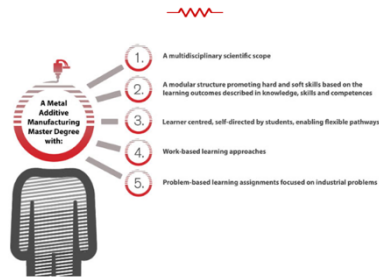 A Metal
Additive
Manufacturing
Master Degree
with:
1.
A multidisciplinary scientific scope
2.
A modular structure promoting hard and soft skills based on the
learning outcomes described in knowledge, skills and competences
3.
Learner centred, self-directed by students, enabling flexible pathways
4.
Work-based learning approaches
5.
Problem-based learning assignments focused on industrial problems